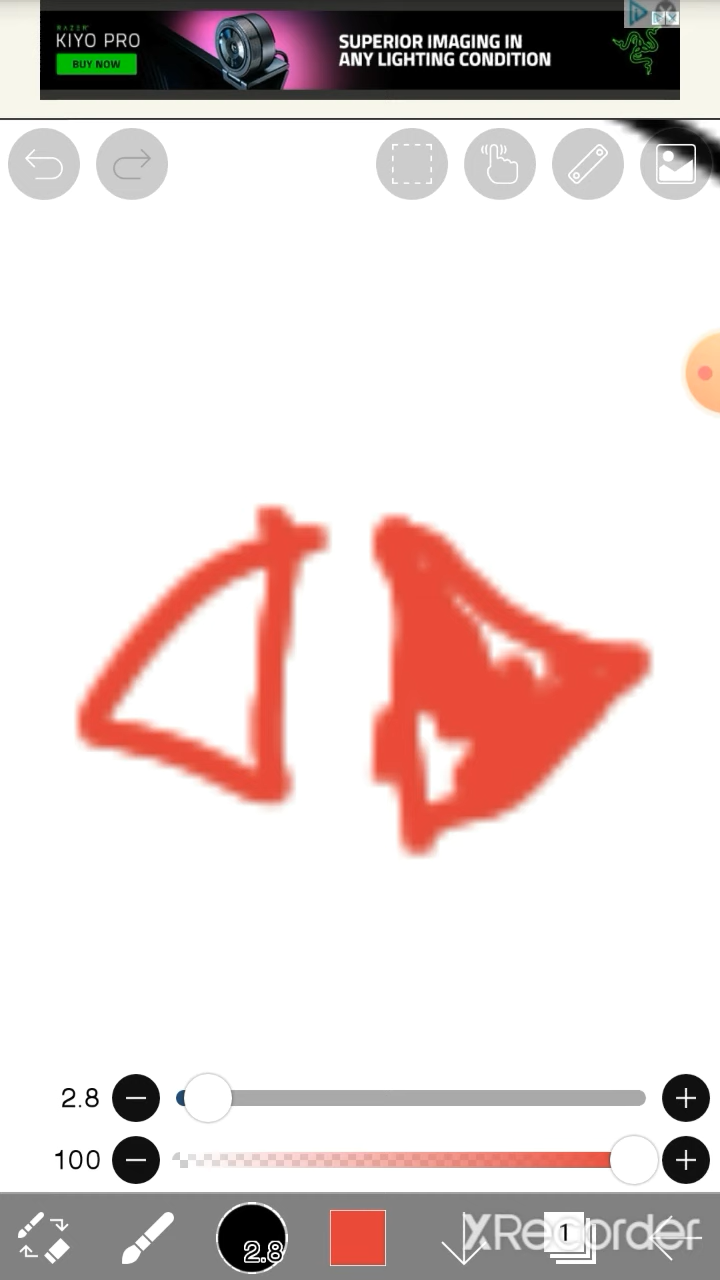 RAZER
KIYO PRO
BUY NOW
SUPERIOR IMAGING IN
ANY LIGHTING CONDITION
2.8
100
2.8
1
XRecorder